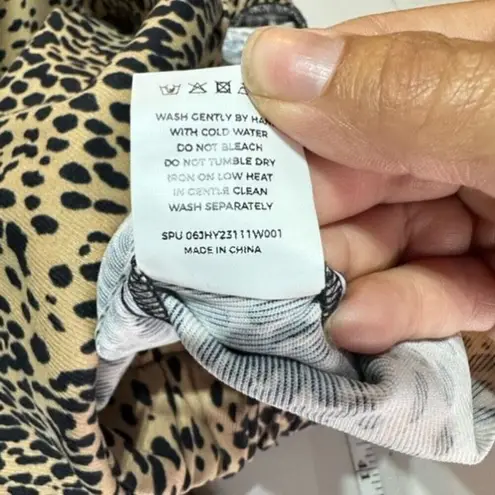 WASH GENTLY BY HAN
WITH COLD WATER
DO NOT BLEACH
DO NOT TUMBLE DRY
IRON ON LOW HEAT
IN GENTLE CLEAN
WASH SEPARATELY
SPU 06JHY23111W001
MADE IN CHINA